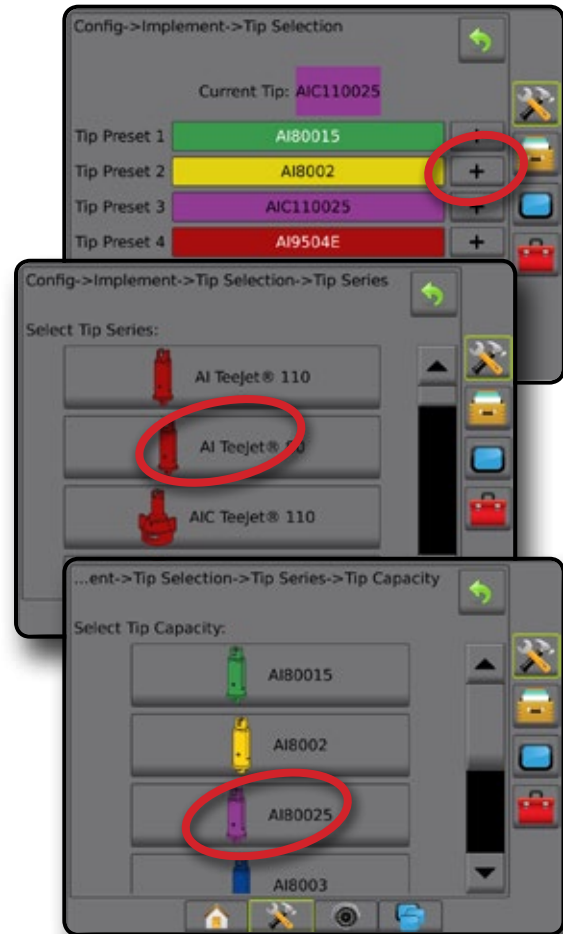 Config->Implement->Tip Selection
Current Tip: AIC110025
Tip Preset 1 AI80015 +
Tip Preset 2 AI8002 +
Tip Preset 3 AIC110025 +
Tip Preset 4 AI9504E +
Config->Implement->Tip Selection->Tip Series
Select Tip Series:
AI TeeJet® 110
AI TeeJet® 80
AIC TeeJet® 110
...ent->Tip Selection->Tip Series->Tip Capacity
Select Tip Capacity:
AI80015
AI8002
AI80025
AI8003